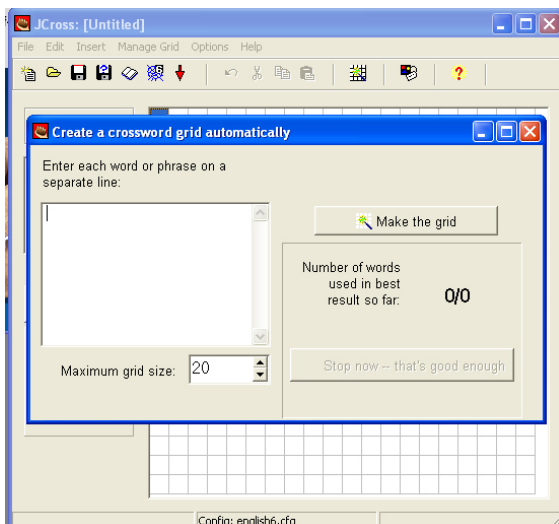 JCross: [Untitled]
File Edit Insert Manage Grid Options Help
?
Create a crossword grid automatically
Enter each word or phrase on a
separate line:
Make the grid
Number of words
used in best
result so far:
0/0
Maximum grid size:
20
Stop now -- that's good enough
Config: english6.cfg